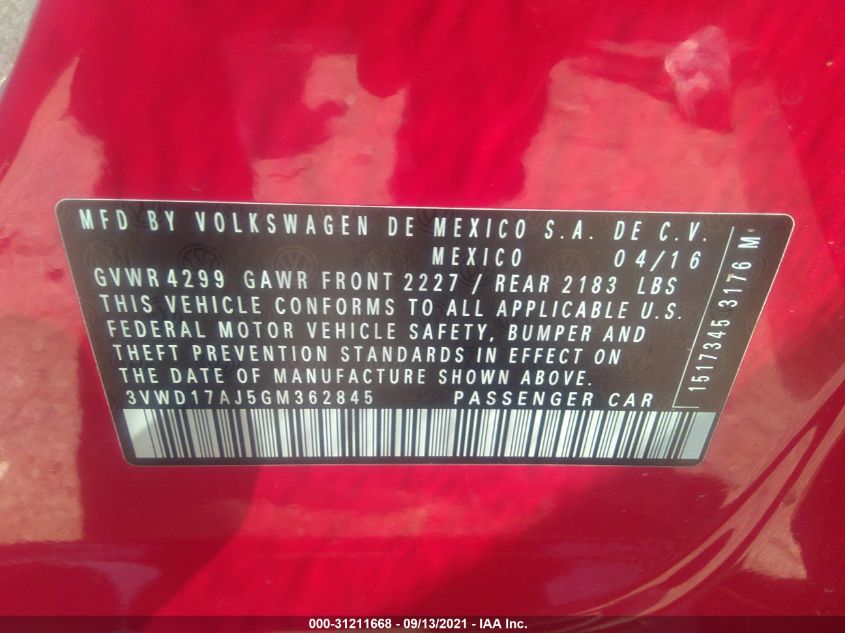 MFD BY VOLKSWAGEN DE MEXICO S.A. DE C.V.
MEXICO 04/16
GVWR 4299 GAWR FRONT 2227 / REAR 2183 LBS
THIS VEHICLE CONFORMS TO ALL APPLICABLE U.S.
FEDERAL MOTOR VEHICLE SAFETY, BUMPER AND
THEFT PREVENTION STANDARDS IN EFFECT ON
THE DATE OF MANUFACTURE SHOWN ABOVE.
3VWD17AJ5GM362845 PASSENGER CAR
1517345 3176 M
000-31211668 - 09/13/2021 - IAA Inc.